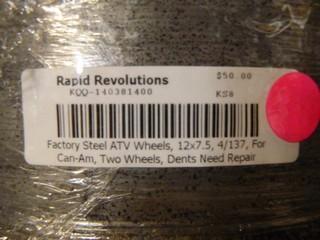 Rapid Revolutions $50.00
KOO-140381400 KS8
Factory Steel ATV Wheels, 12x7.5, 4/137, For
Can-Am, Two Wheels, Dents Need Repair